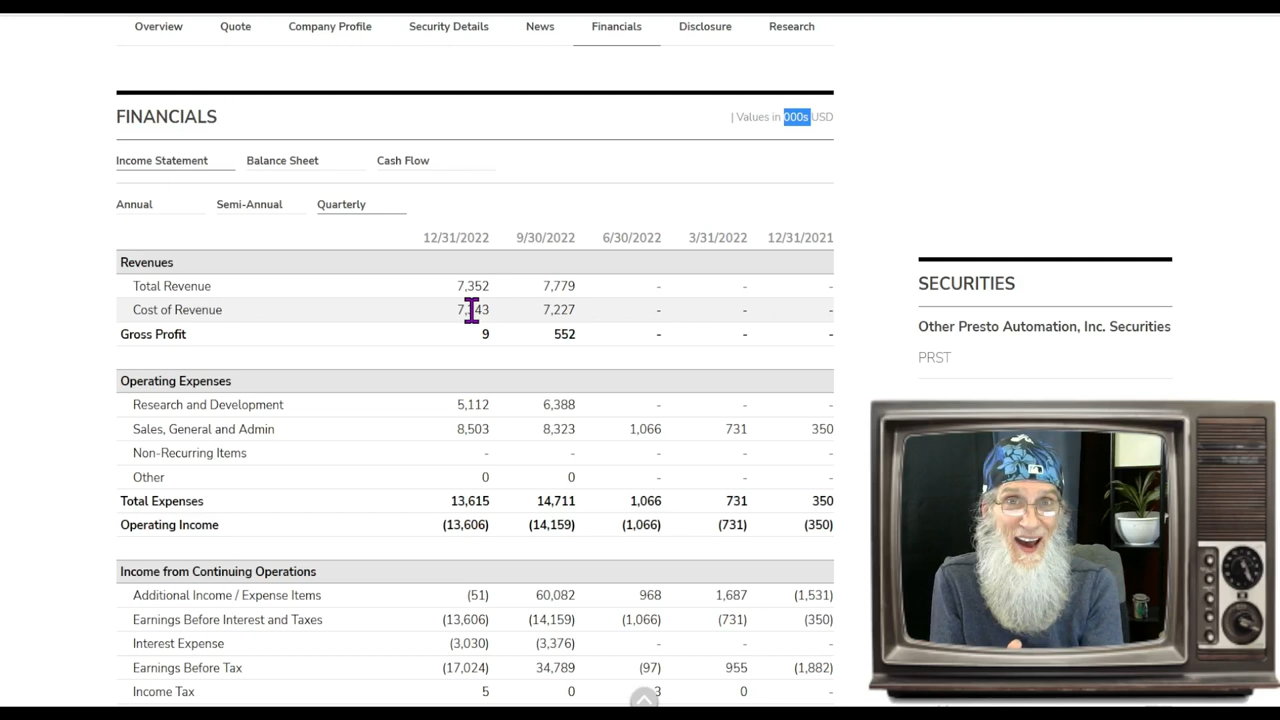 Overview Quote Company Profile Security Details News Financials Disclosure Research
FINANCIALS | Values in 000s USD
Income Statement Balance Sheet Cash Flow
Annual Semi-Annual Quarterly
12/31/2022 9/30/2022 6/30/2022 3/31/2022 12/31/2021
Revenues
Total Revenue 7,352 7,779 - - -
Cost of Revenue 7,227 - - -
Gross Profit 9 552 - - -
Operating Expenses
Research and Development 5,112 6,388 - - -
Sales, General and Admin 8,503 8,323 1,066 731 350
Non-Recurring Items - - - - -
Other 0 0 - - -
Total Expenses 13,615 14,711 1,066 731 350
Operating Income (13,606) (14,159) (1,066) (731) (350)
Income from Continuing Operations
Additional Income / Expense Items (51) 60,082 968 1,687 (1,531)
Earnings Before Interest and Taxes (13,606) (14,159) (1,066) (731) (350)
Interest Expense (3,030) (3,376) - - -
Earnings Before Tax (17,024) 34,789 (97) 955 (1,882)
Income Tax 5 0 3 0 -
SECURITIES
Other Presto Automation, Inc. Securities
PRST